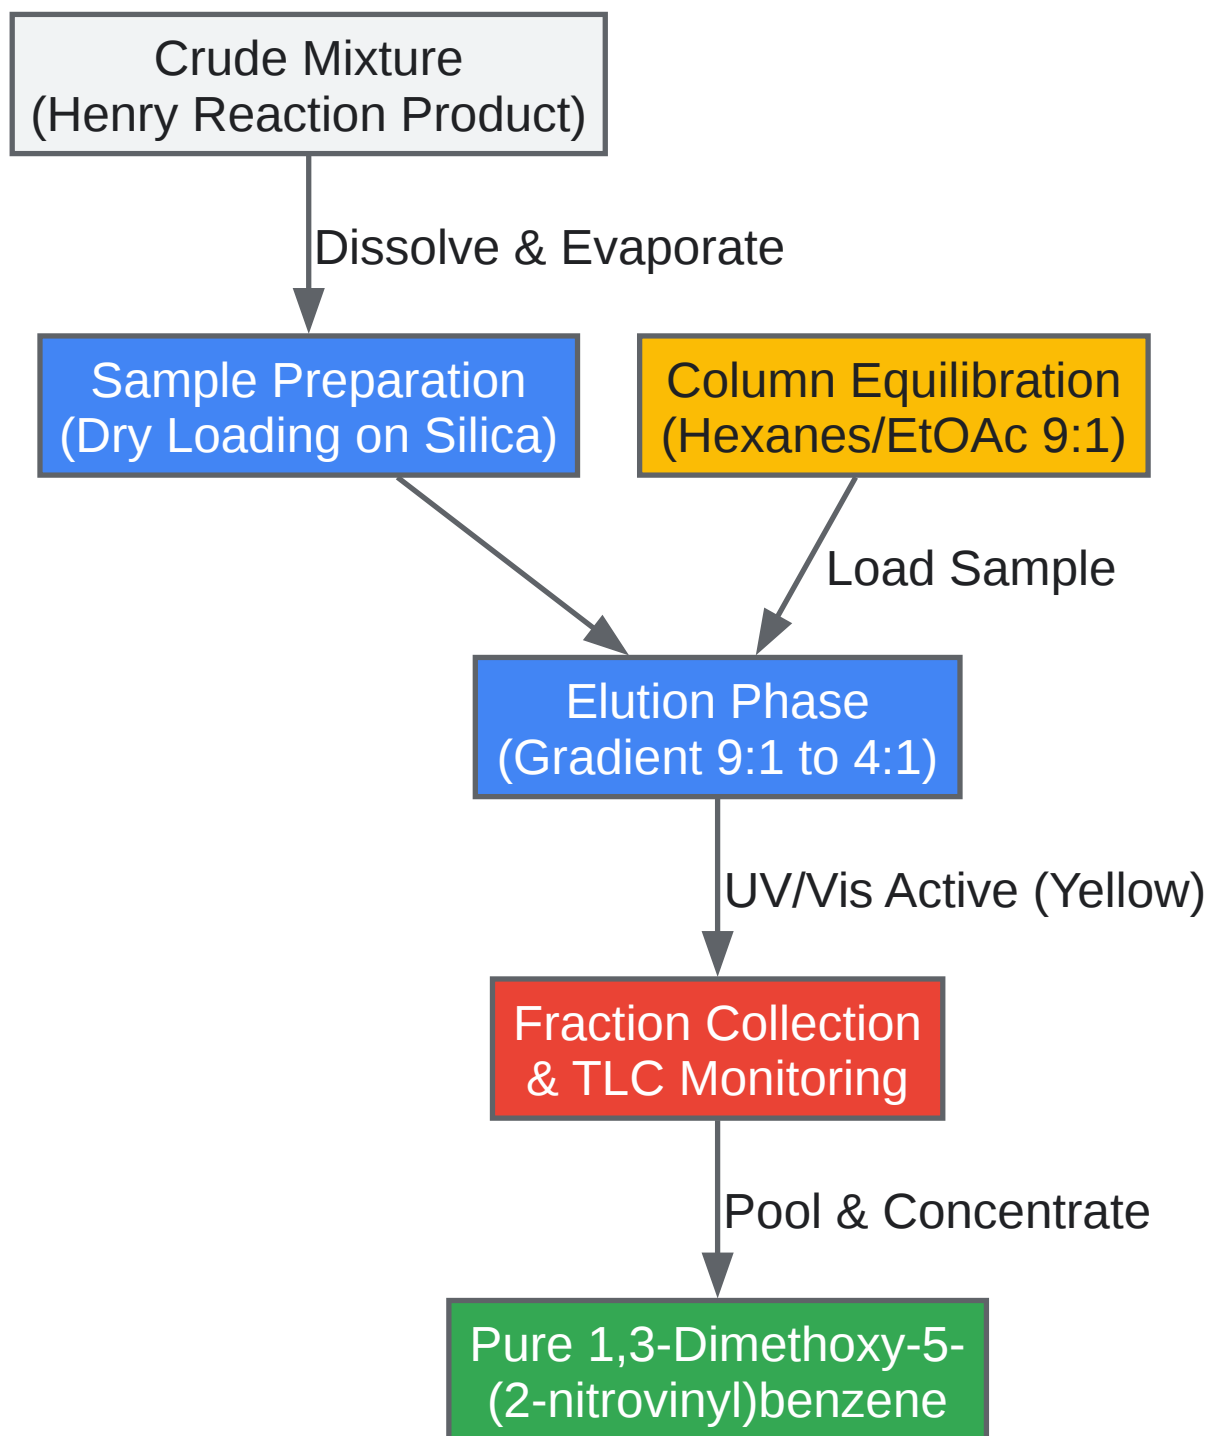 Crude Mixture
(Henry Reaction Product)
Dissolve & Evaporate
Sample Preparation
(Dry Loading on Silica)
Column Equilibration
(Hexanes/EtOAc 9:1)
Load Sample
Elution Phase
(Gradient 9:1 to 4:1)
UV/Vis Active (Yellow)
Fraction Collection
& TLC Monitoring
Pool & Concentrate
Pure 1,3-Dimethoxy-5-
(2-nitrovinyl)benzene